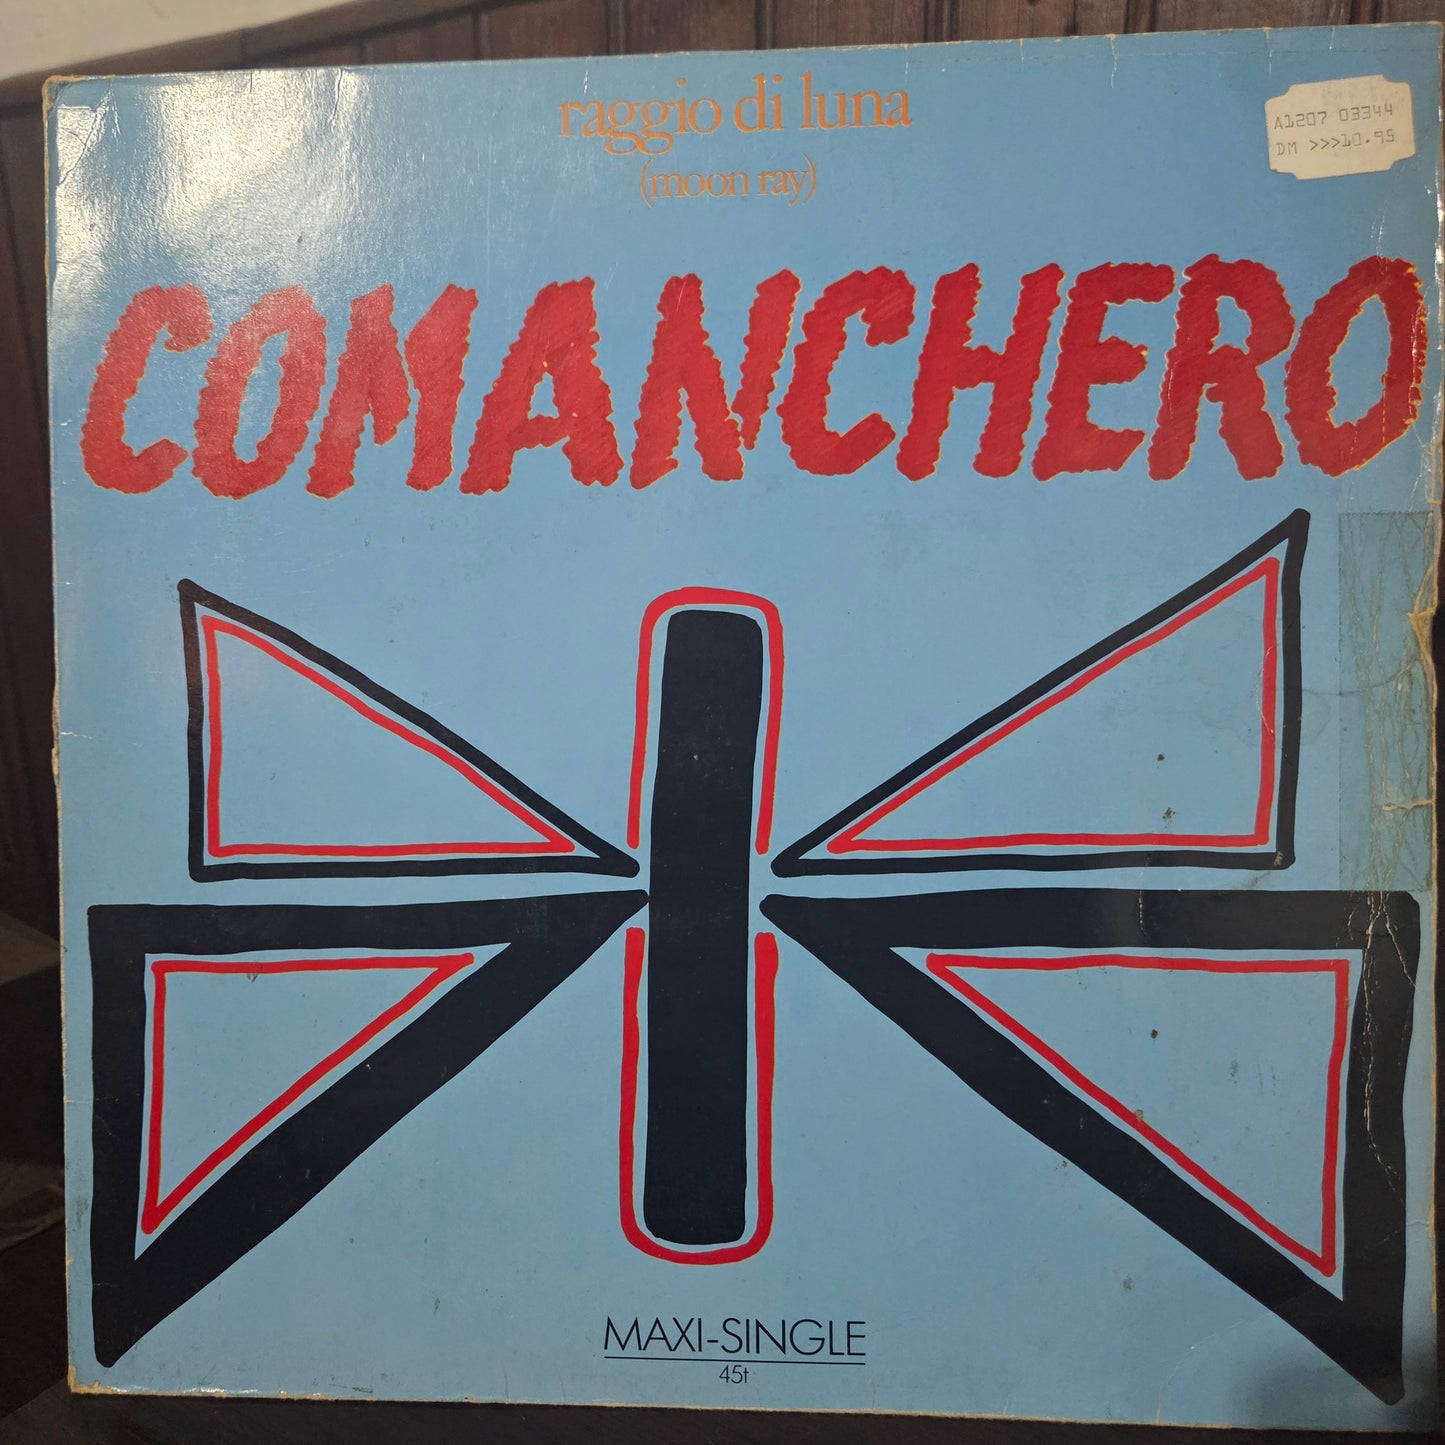 raggio di luna
(moon ray)
A1207 03344
DM >>>10.95
COMANCHERO
MAXI-SINGLE
45t